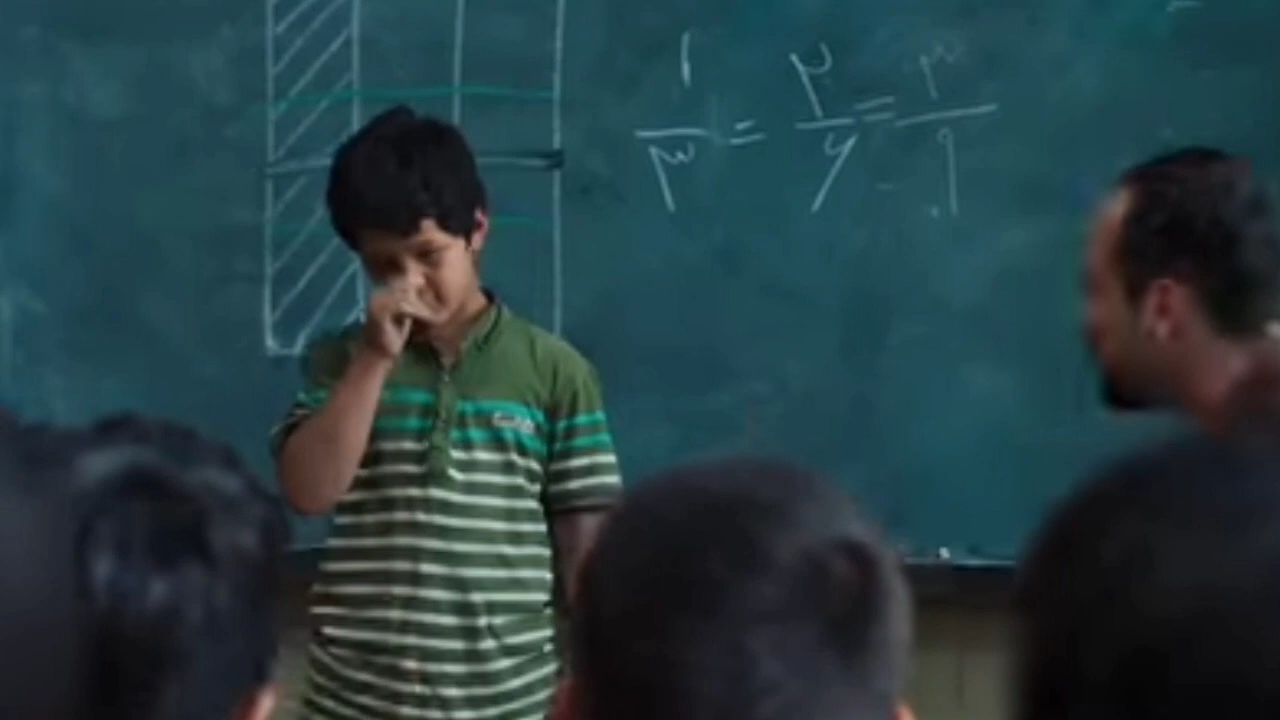 ۱/۳ = ۲/۶ = ۳/۹